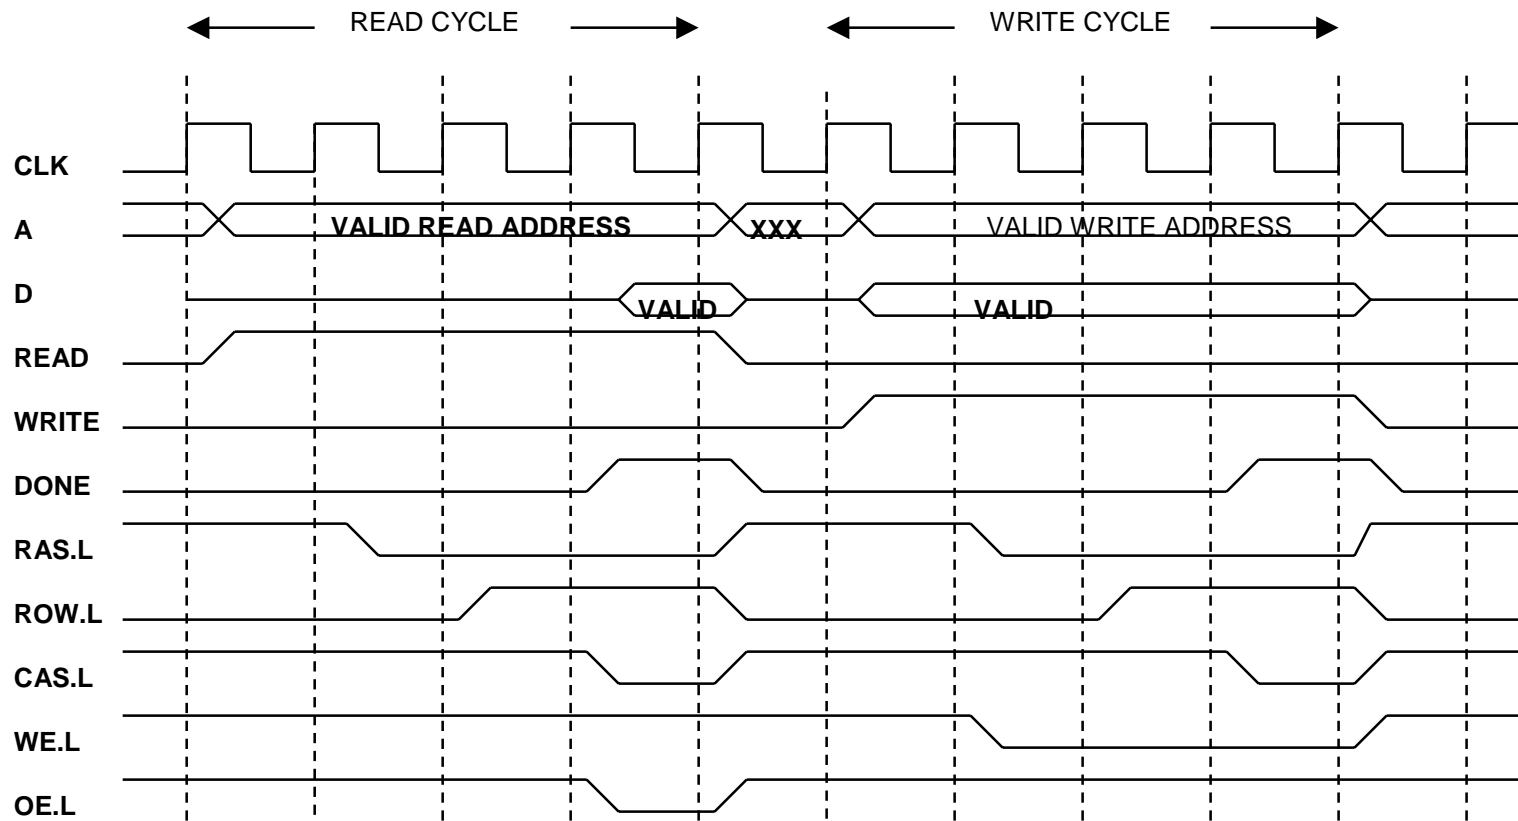 READ CYCLE
WRITE CYCLE
CLK
A
VALID READ ADDRESS
XXX
VALID WRITE ADDRESS
D
VALID
VALID
READ
WRITE
DONE
RAS.L
ROW.L
CAS.L
WE.L
OE.L